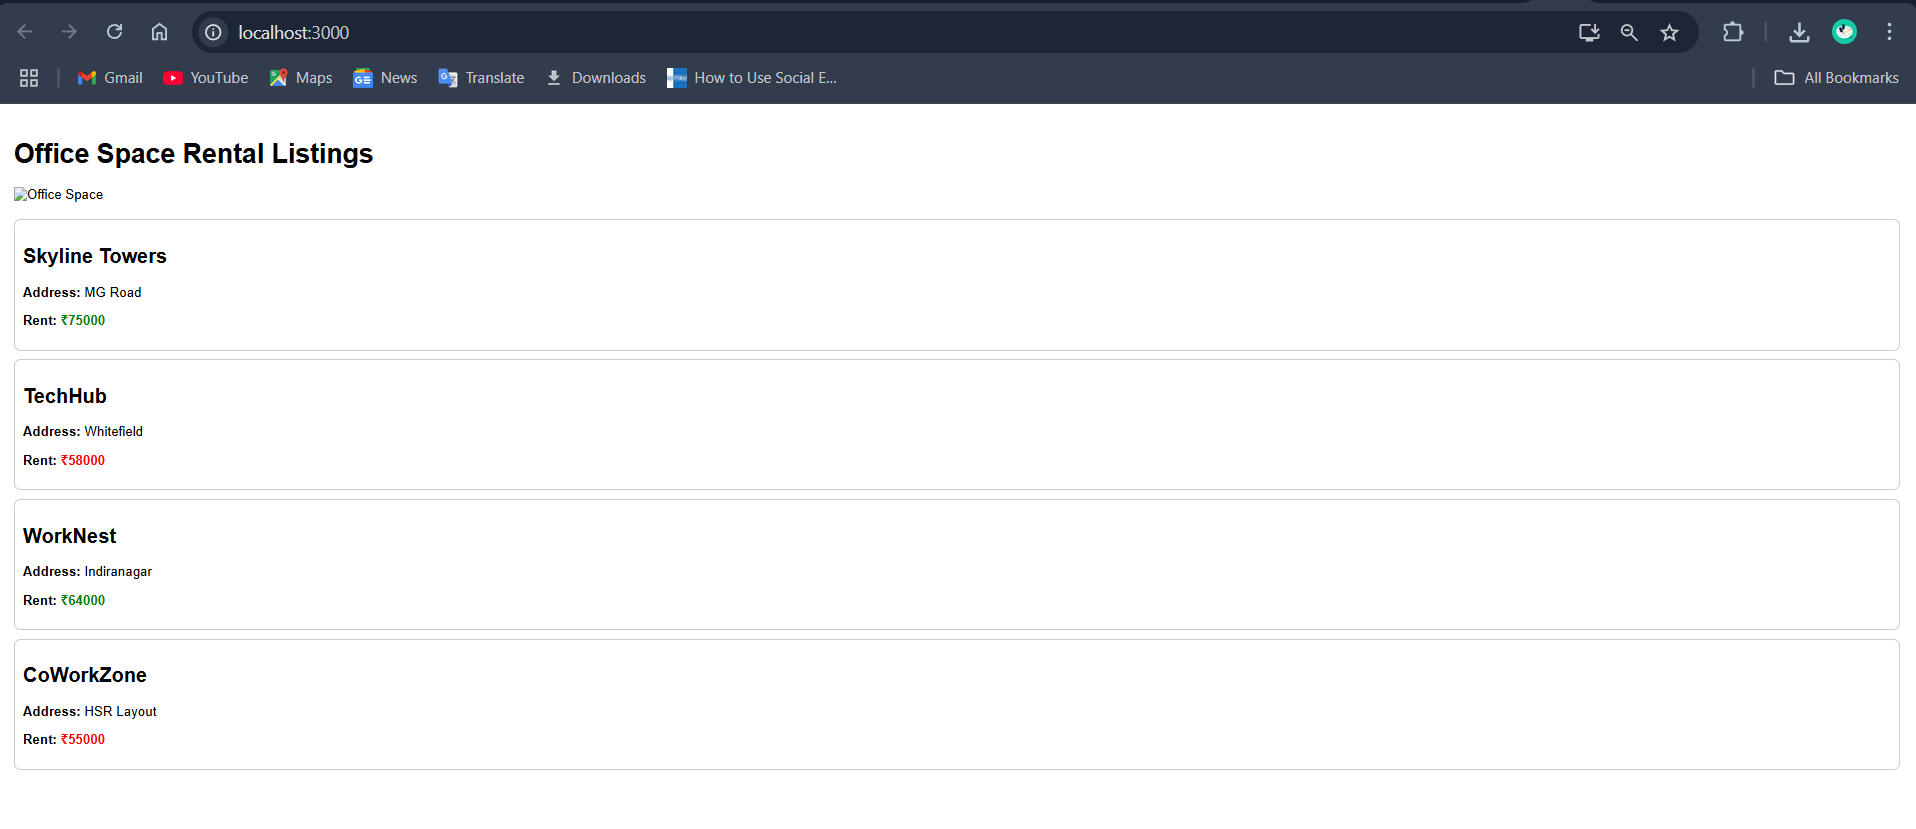 localhost:3000
Gmail YouTube Maps News Translate Downloads How to Use Social E... All Bookmarks
Office Space Rental Listings
Office Space
Skyline Towers
Address: MG Road
Rent: ₹75000
TechHub
Address: Whitefield
Rent: ₹58000
WorkNest
Address: Indiranagar
Rent: ₹64000
CoWorkZone
Address: HSR Layout
Rent: ₹55000